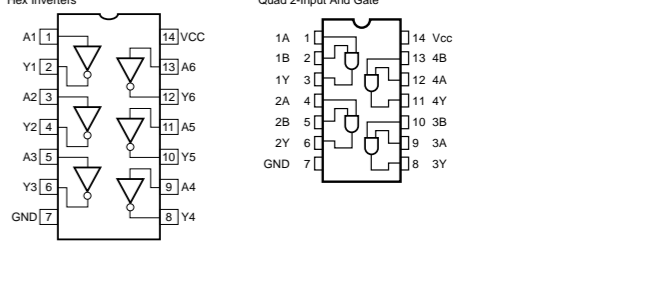 Hex Inverters
A1 1 14 VCC
Y1 2 13 A6
A2 3 12 Y6
Y2 4 11 A5
A3 5 10 Y5
Y3 6 9 A4
GND 7 8 Y4
Quad 2-Input And Gate
1A 1 14 Vcc
1B 2 13 4B
1Y 3 12 4A
2A 4 11 4Y
2B 5 10 3B
2Y 6 9 3A
GND 7 8 3Y